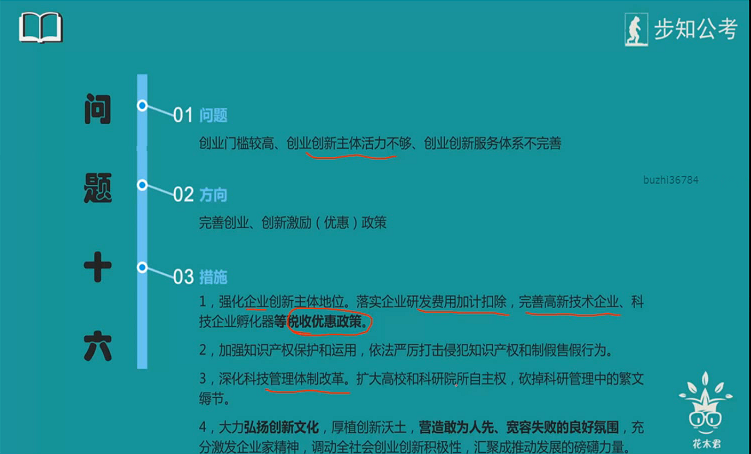 步知公考
问题十六
01 问题
创业门槛较高、创业创新主体活力不够、创业创新服务体系不完善
buzhi36784
02 方向
完善创业、创新激励（优惠）政策
03 措施
1，强化企业创新主体地位。落实企业研发费用加计扣除，完善高新技术企业、科
技企业孵化器等税收优惠政策。
2，加强知识产权保护和运用，依法严厉打击侵犯知识产权和制假售假行为。
3，深化科技管理体制改革。扩大高校和科研院所自主权，砍掉科研管理中的繁文
缛节。
4，大力弘扬创新文化，厚植创新沃土，营造敢为人先、宽容失败的良好氛围，充
分激发企业家精神，调动全社会创业创新积极性，汇聚成推动发展的磅礴力量。
花木君